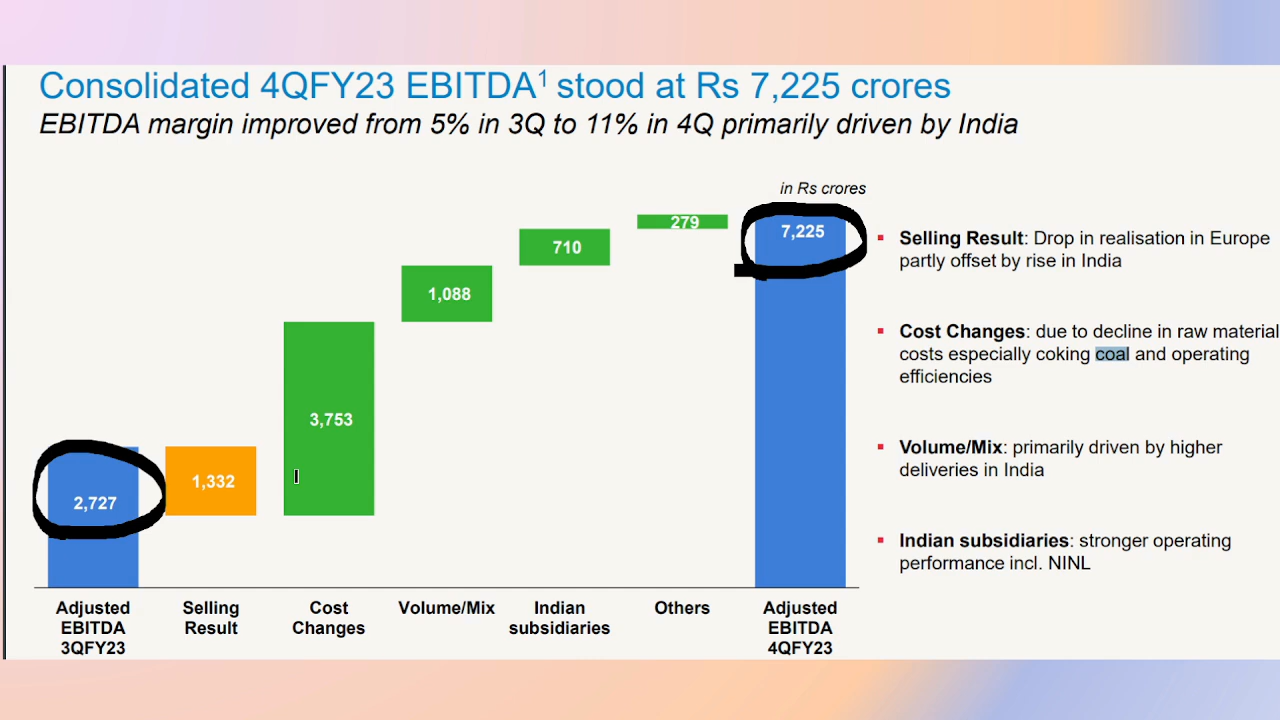 Consolidated 4QFY23 EBITDA1 stood at Rs 7,225 crores
EBITDA margin improved from 5% in 3Q to 11% in 4Q primarily driven by India
in Rs crores
2,727
1,332
3,753
1,088
710
279
7,225
Adjusted
EBITDA
3QFY23
Selling
Result
Cost
Changes
Volume/Mix
Indian
subsidiaries
Others
Adjusted
EBITDA
4QFY23
Selling Result: Drop in realisation in Europe
partly offset by rise in India
Cost Changes: due to decline in raw material
costs especially coking coal and operating
efficiencies
Volume/Mix: primarily driven by higher
deliveries in India
Indian subsidiaries: stronger operating
performance incl. NINL